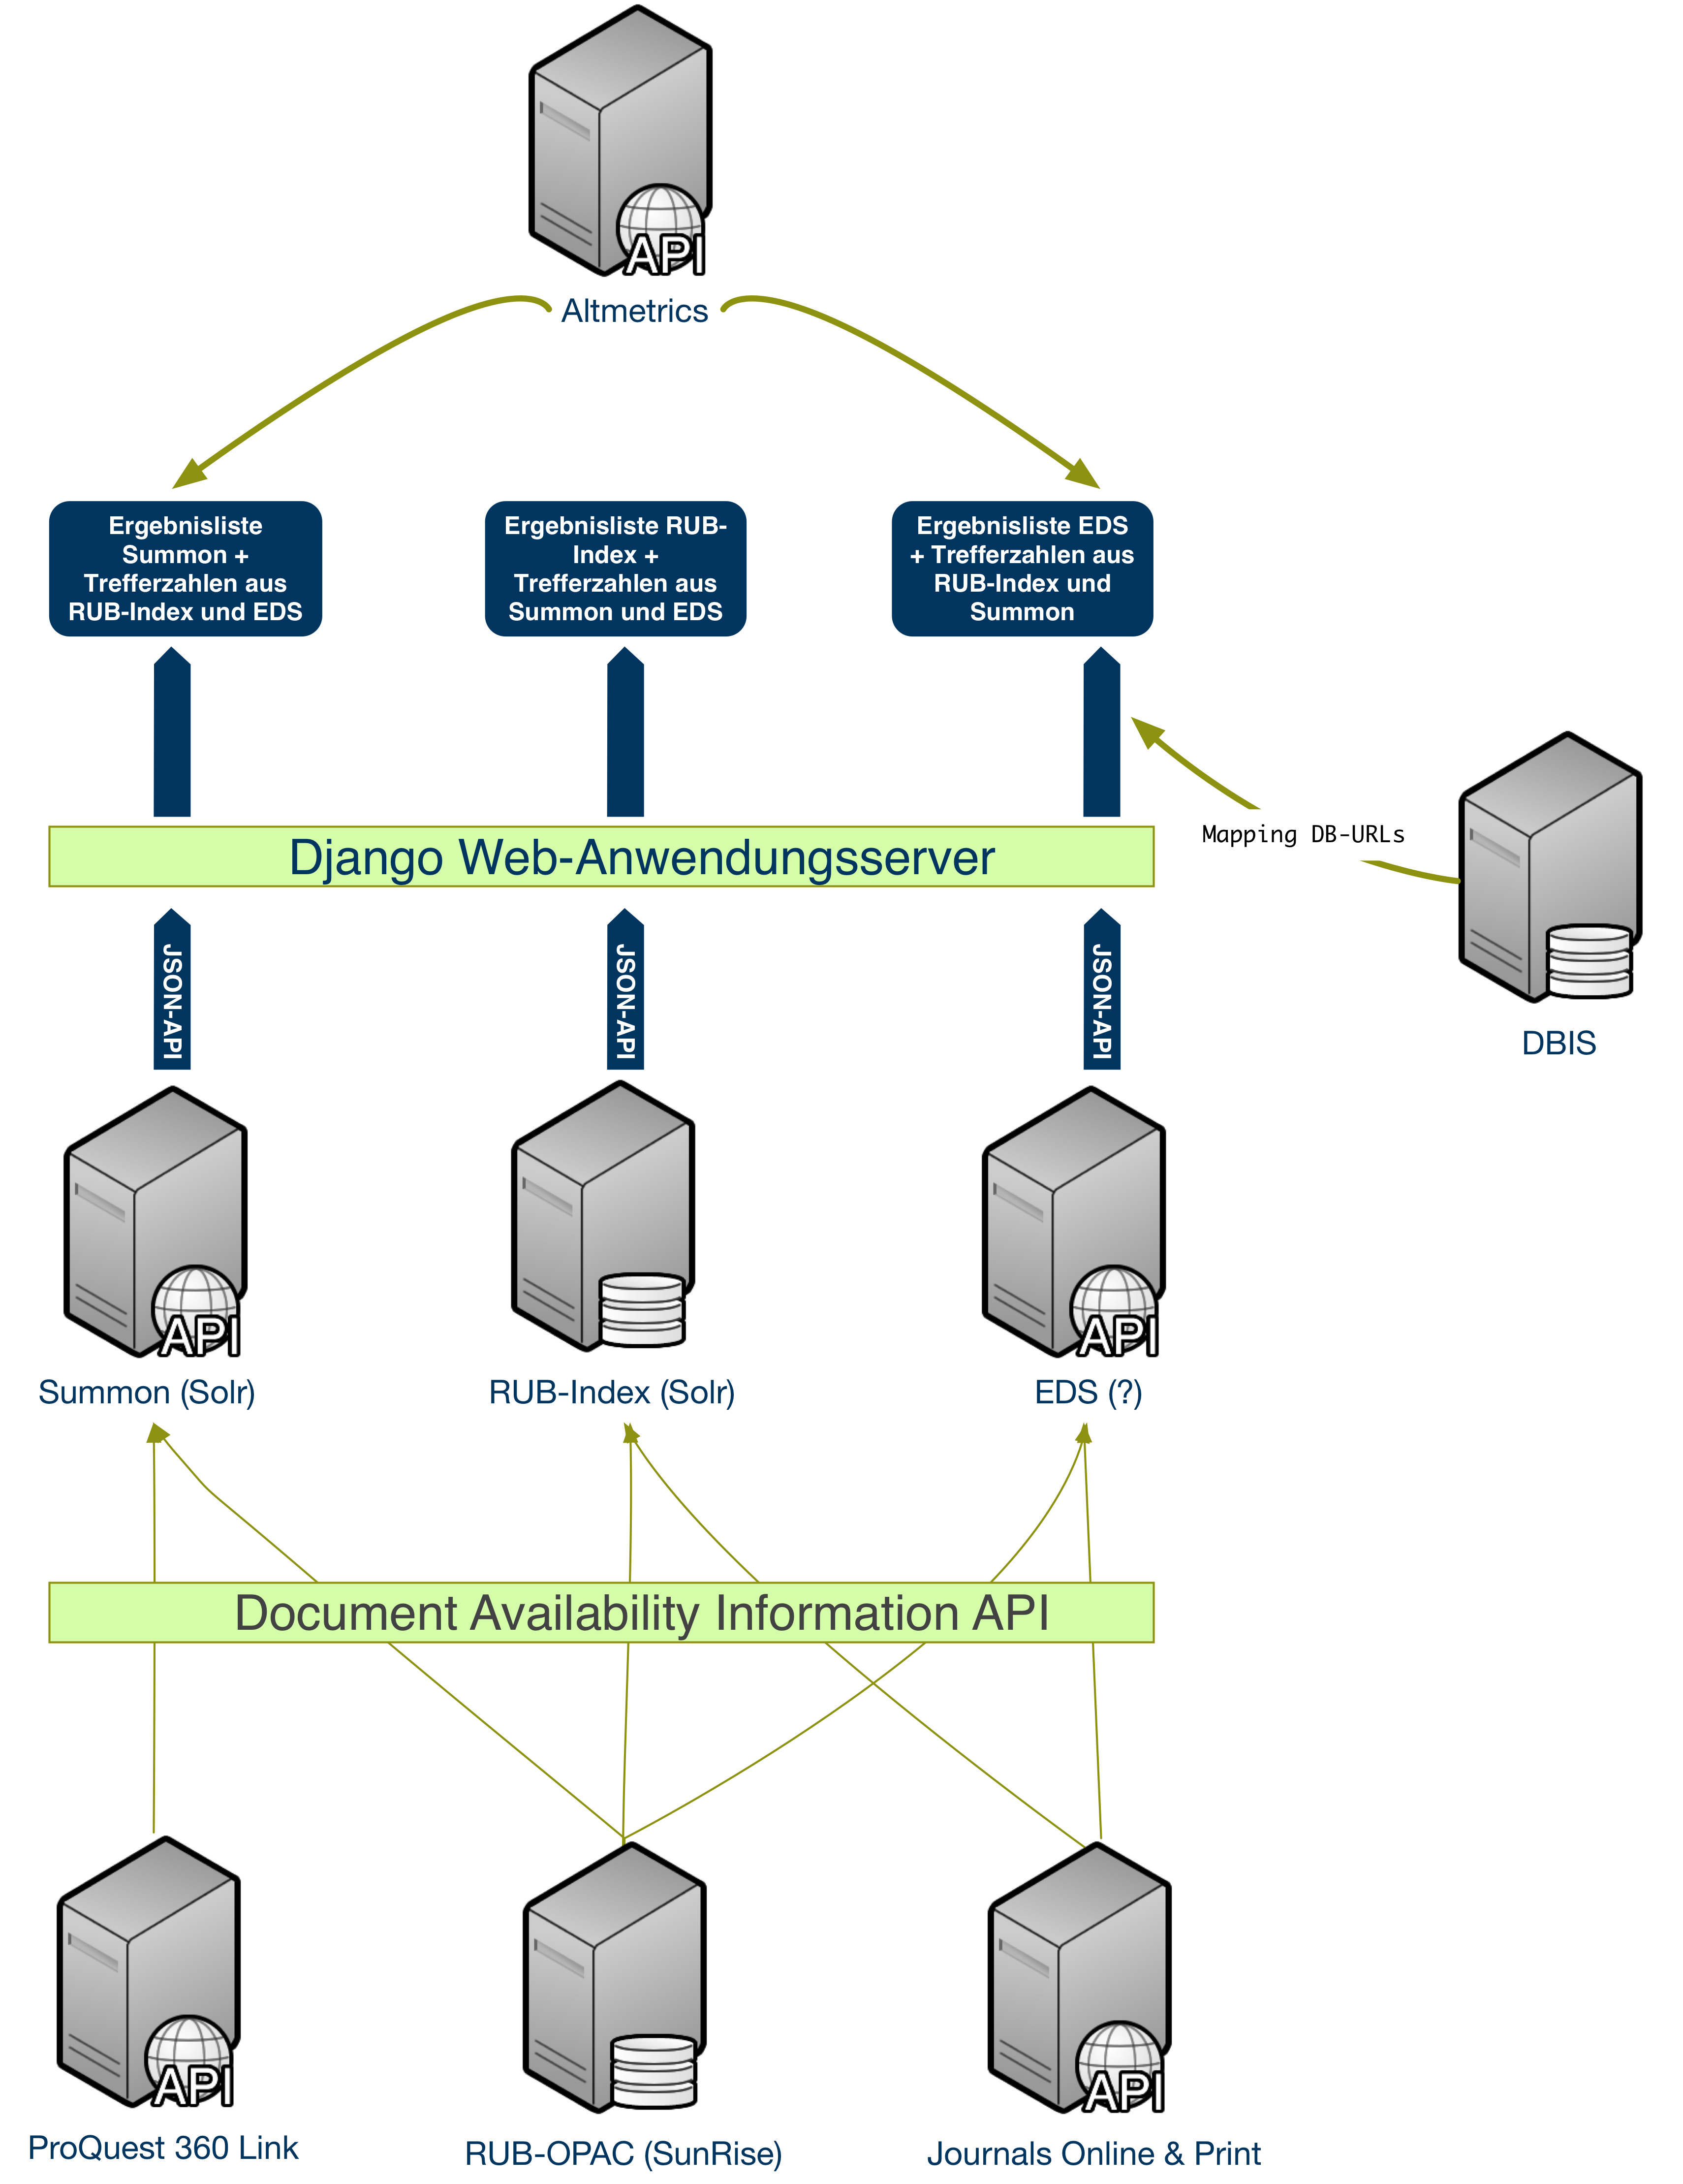 API
Altmetrics
Ergebnisliste
Summon +
Trefferzahlen aus
RUB-Index und EDS
Ergebnisliste RUB-
Index +
Trefferzahlen aus
Summon und EDS
Ergebnisliste EDS
+ Trefferzahlen aus
RUB-Index und
Summon
Mapping DB-URLs
Django Web-Anwendungsserver
DBIS
JSON-API
JSON-API
JSON-API
API
API
Summon (Solr)
RUB-Index (Solr)
EDS (?)
Document Availability Information API
API
API
ProQuest 360 Link
RUB-OPAC (SunRise)
Journals Online & Print